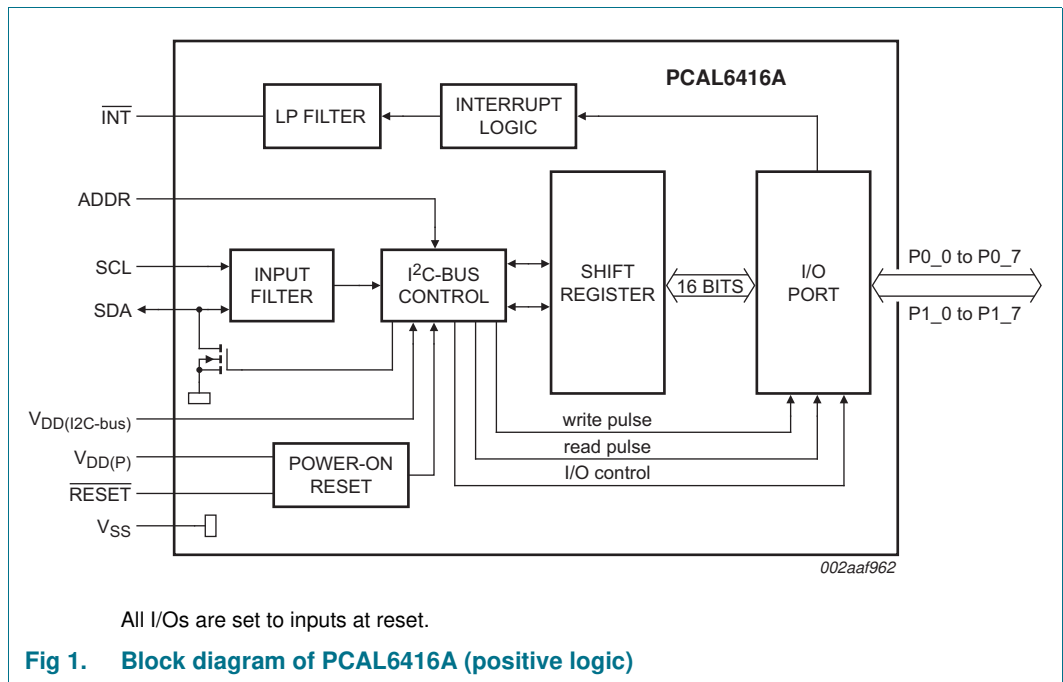 PCAL6416A
INT
LP FILTER
INTERRUPT
LOGIC
ADDR
SCL
SDA
INPUT
FILTER
I²C-BUS
CONTROL
SHIFT
REGISTER
16 BITS
I/O
PORT
P0_0 to P0_7
P1_0 to P1_7
VDD(I2C-bus)
VDD(P)
RESET
VSS
POWER-ON
RESET
write pulse
read pulse
I/O control
002aaf962
All I/Os are set to inputs at reset.
Fig 1. Block diagram of PCAL6416A (positive logic)